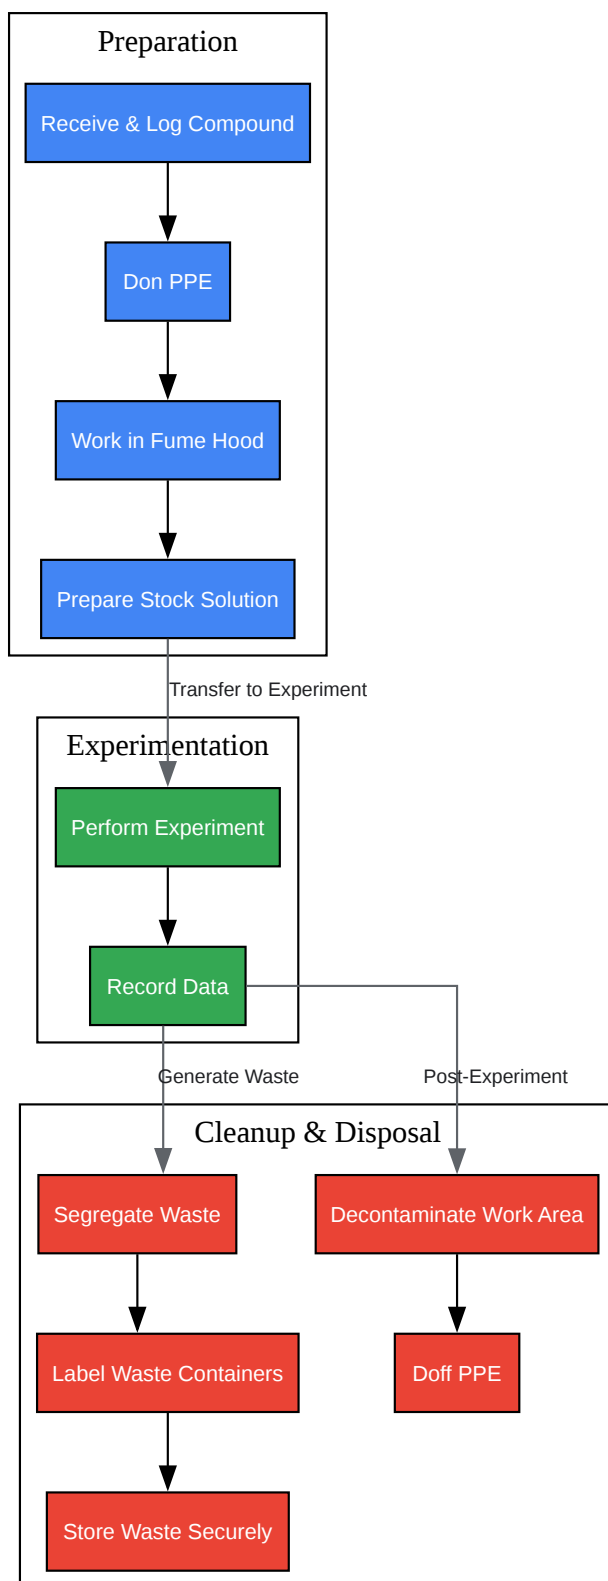 Preparation
Receive & Log Compound
Don PPE
Work in Fume Hood
Prepare Stock Solution
Transfer to Experiment
Experimentation
Perform Experiment
Record Data
Generate Waste
Post-Experiment
Cleanup & Disposal
Segregate Waste
Decontaminate Work Area
Label Waste Containers
Doff PPE
Store Waste Securely